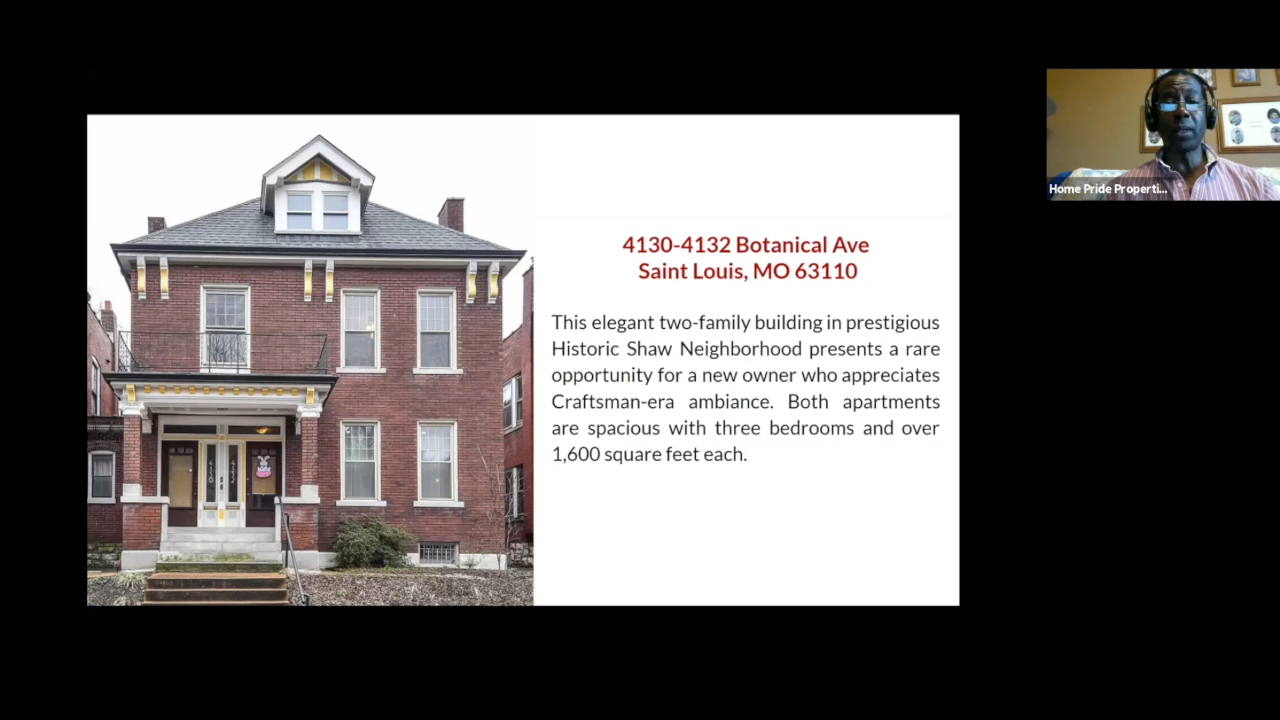 4130-4132 Botanical Ave
Saint Louis, MO 63110
This elegant two-family building in prestigious
Historic Shaw Neighborhood presents a rare
opportunity for a new owner who appreciates
Craftsman-era ambiance. Both apartments
are spacious with three bedrooms and over
1,600 square feet each.
Home Pride Properti...
4130
4132